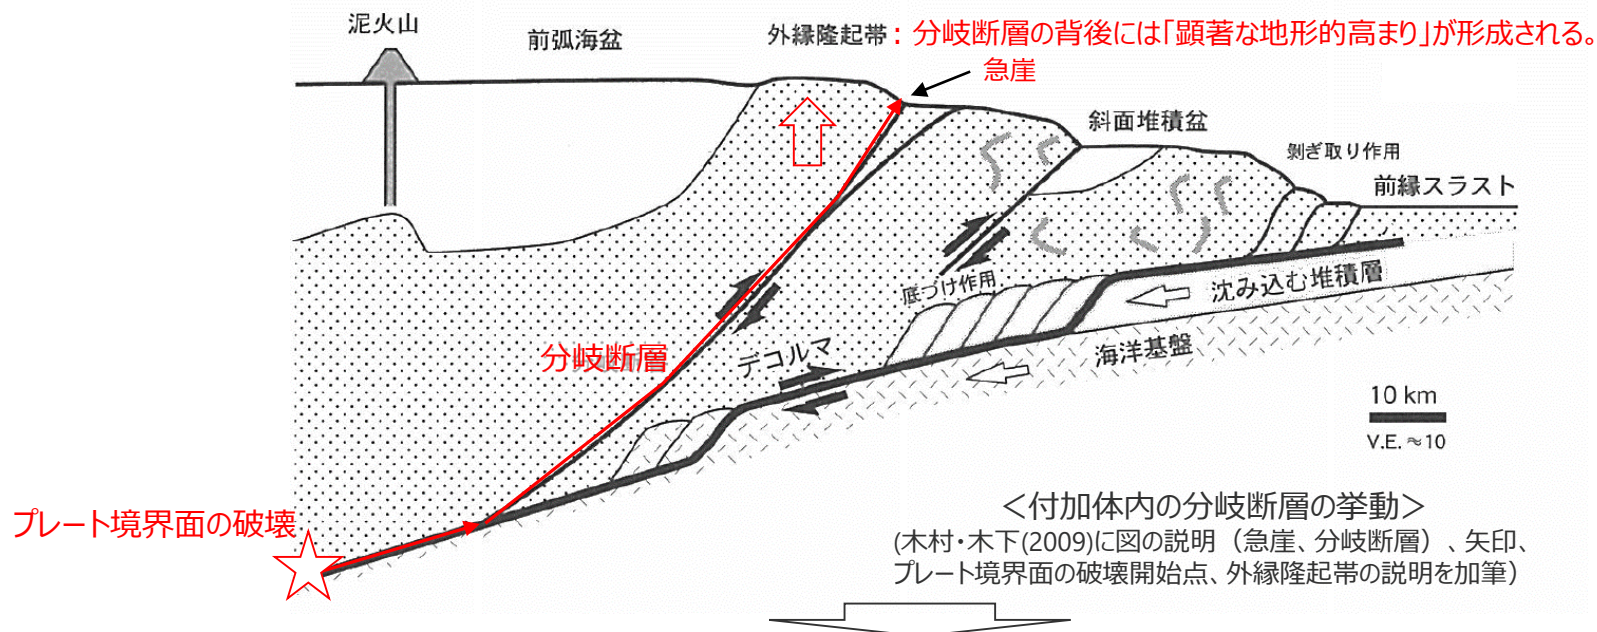 泥火山
前弧海盆
外縁隆起帯：分岐断層の背後には「顕著な地形的高まり」が形成される。
急崖
斜面堆積盆
剝ぎ取り作用
前縁スラスト
底づけ作用
沈み込む堆積層
分岐断層
デコルマ
海洋基盤
10 km
V.E. ≈10
プレート境界面の破壊
＜付加体内の分岐断層の挙動＞
(木村・木下(2009)に図の説明（急崖、分岐断層）、矢印、
プレート境界面の破壊開始点、外縁隆起帯の説明を加筆）